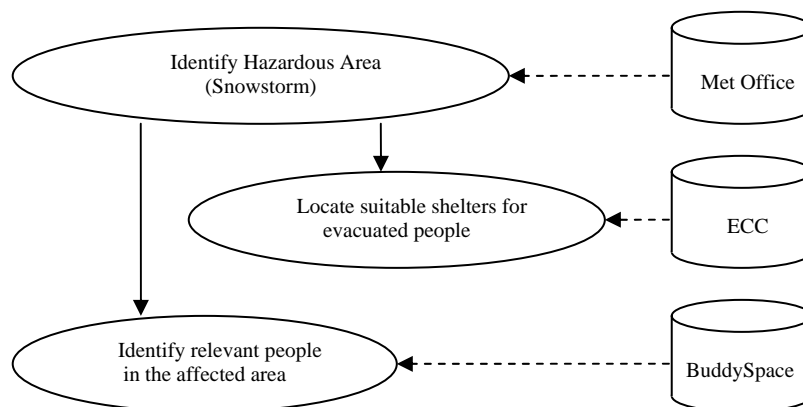 Identify Hazardous Area
(Snowstorm)
Met Office
Locate suitable shelters for
evacuated people
ECC
Identify relevant people
in the affected area
BuddySpace